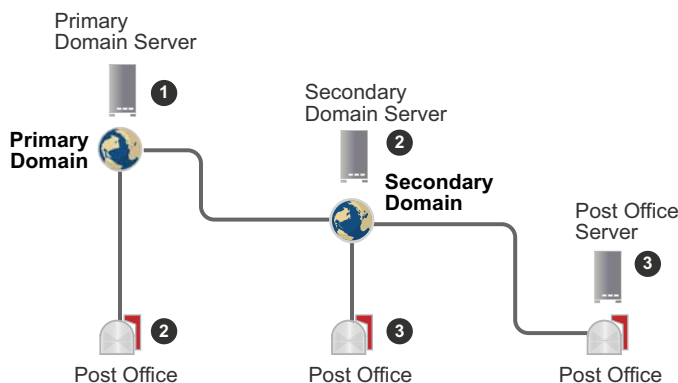 Primary
Domain Server
1
Primary
Domain
Secondary
Domain Server
2
Secondary
Domain
Post Office
Server
3
2
Post Office
3
Post Office
Post Office